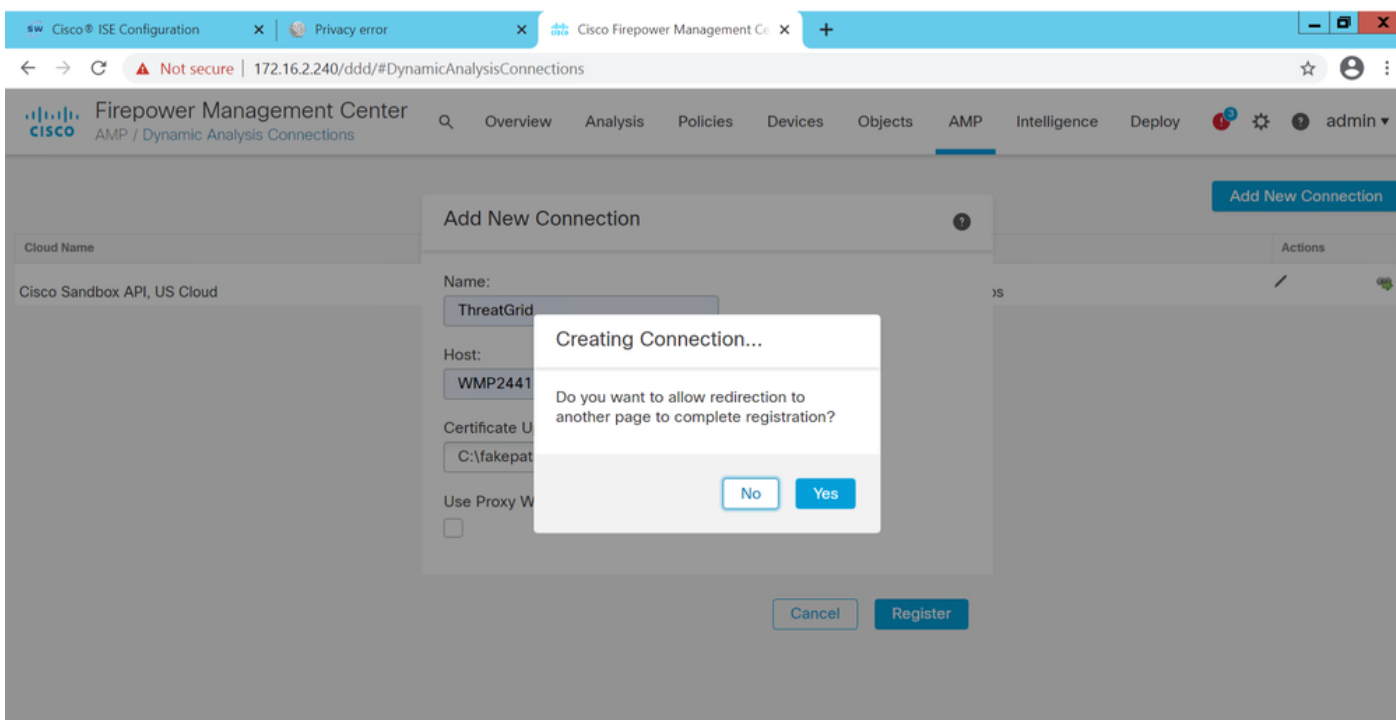 Cisco® ISE Configuration
Privacy error
Cisco Firepower Management Ce
Not secure | 172.16.2.240/ddd/#DynamicAnalysisConnections
CISCO
Firepower Management Center
AMP / Dynamic Analysis Connections
Overview Analysis Policies Devices Objects AMP Intelligence Deploy 3 admin
Add New Connection
Add New Connection
Cloud Name
Actions
Name:
Cisco Sandbox API, US Cloud
ThreatGrid
Creating Connection...
Host:
WMP2441
Do you want to allow redirection to
another page to complete registration?
Certificate U
C:\fakepat
No Yes
Use Proxy W
Cancel Register